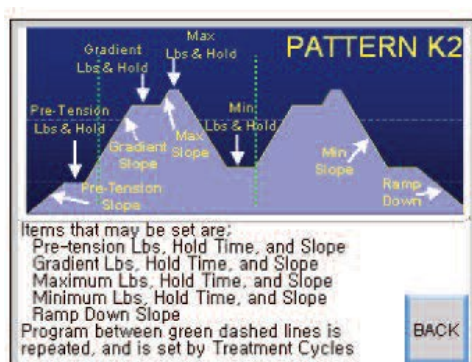 PATTERN K2
Max
Lbs & Hold
Gradient
Lbs & Hold
Pre-Tension
Lbs & Hold
Min
Lbs & Hold
Max
Slope
Gradient
Slope
Pre-Tension
Slope
Min
Slope
Ramp
Down
Items that may be set are:
Pre-tension Lbs, Hold Time, and Slope
Gradient Lbs, Hold Time, and Slope
Maximum Lbs, Hold Time, and Slope
Minimum Lbs, Hold Time, and Slope
Ramp Down Slope
Program between green dashed lines is
repeated, and is set by Treatment Cycles
BACK